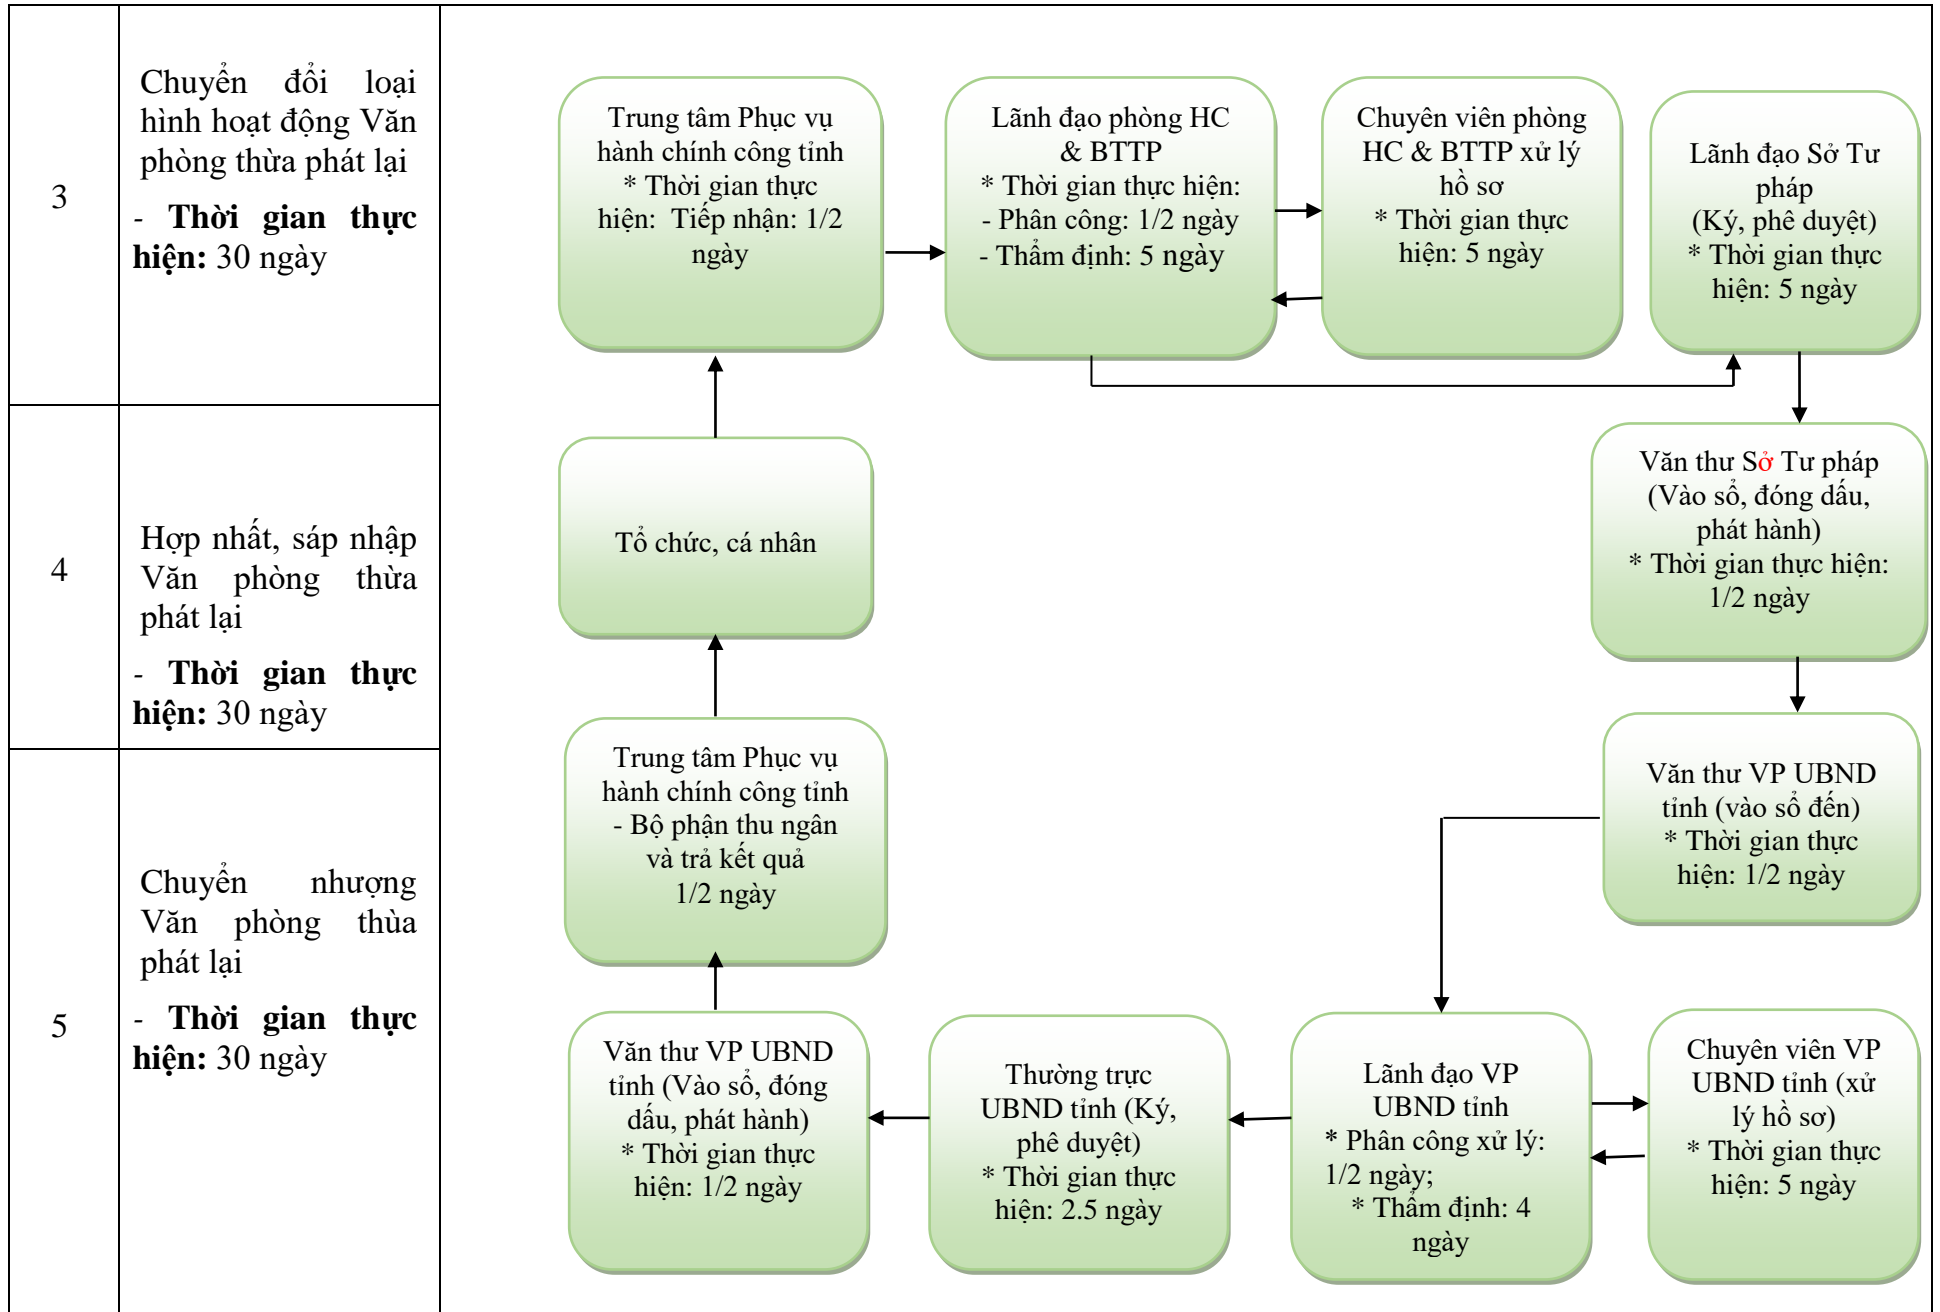 3
Chuyển đổi loại
hình hoạt động Văn
phòng thừa phát lại
- Thời gian thực
hiện: 30 ngày
4
Hợp nhất, sáp nhập
Văn phòng thừa
phát lại
- Thời gian thực
hiện: 30 ngày
5
Chuyển nhượng
Văn phòng thùa
phát lại
- Thời gian thực
hiện: 30 ngày
Trung tâm Phục vụ
hành chính công tỉnh
* Thời gian thực
hiện: Tiếp nhận: 1/2
ngày
Lãnh đạo phòng HC
& BTTP
* Thời gian thực hiện:
- Phân công: 1/2 ngày
- Thẩm định: 5 ngày
Chuyên viên phòng
HC & BTTP xử lý
hồ sơ
* Thời gian thực
hiện: 5 ngày
Lãnh đạo Sở Tư
pháp
(Ký, phê duyệt)
* Thời gian thực
hiện: 5 ngày
Tổ chức, cá nhân
Văn thư Sở Tư pháp
(Vào sổ, đóng dấu,
phát hành)
* Thời gian thực hiện:
1/2 ngày
Trung tâm Phục vụ
hành chính công tỉnh
- Bộ phận thu ngân
và trả kết quả
1/2 ngày
Văn thư VP UBND
tỉnh (vào sổ đến)
* Thời gian thực
hiện: 1/2 ngày
Văn thư VP UBND
tỉnh (Vào sổ, đóng
dấu, phát hành)
* Thời gian thực
hiện: 1/2 ngày
Thường trực
UBND tỉnh (Ký,
phê duyệt)
* Thời gian thực
hiện: 2.5 ngày
Lãnh đạo VP
UBND tỉnh
* Phân công xử lý:
1/2 ngày;
* Thẩm định: 4
ngày
Chuyên viên VP
UBND tỉnh (xử
lý hồ sơ)
* Thời gian thực
hiện: 5 ngày